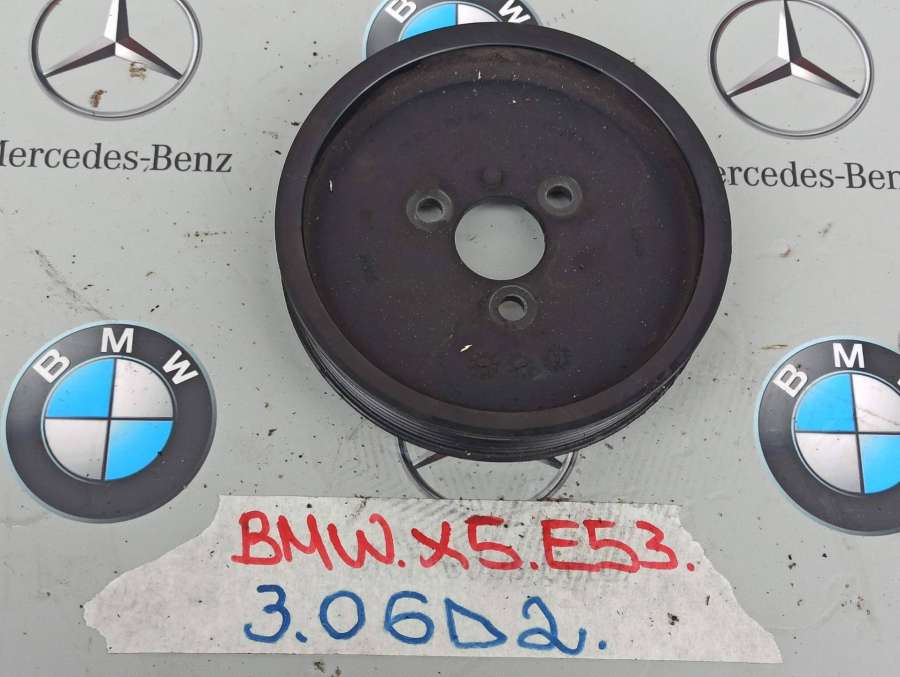 BMW
Mercedes-Benz
Mercedes-Benz
BMW
BMW
BMW.X5.E53.
3.06D2.